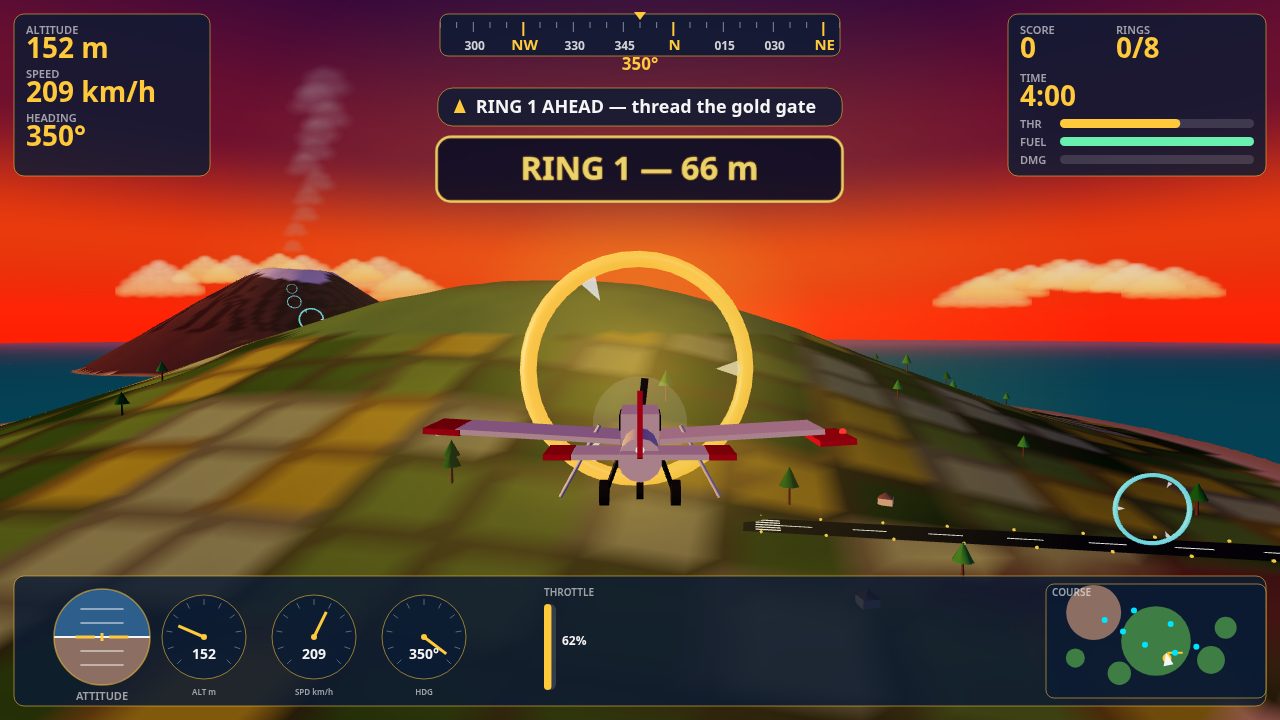 ALTITUDE
152 m
SPEED
209 km/h
HEADING
350°
300 NW 330 345 N 015 030 NE
350°
RING 1 AHEAD — thread the gold gate
RING 1 — 66 m
SCORE RINGS
0 0/8
TIME
4:00
THR
FUEL
DMG
ATTITUDE
152
ALT m
209
SPD km/h
350°
HDG
THROTTLE
62%
COURSE